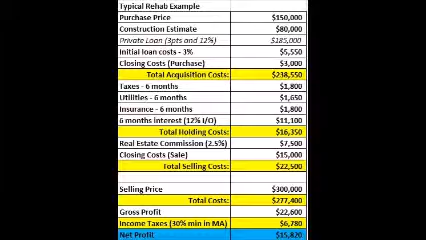 Typical Rehab Example
Purchase Price $150,000
Construction Estimate $80,000
Private Loan (3pts and 12%) $185,000
Initial loan costs - 3% $5,550
Closing Costs (Purchase) $3,000
Total Acquisition Costs: $238,550
Taxes - 6 months $1,800
Utilities - 6 months $1,650
Insurance - 6 months $1,800
6 months interest (12% I/O) $11,100
Total Holding Costs: $16,350
Real Estate Commission (2.5%) $7,500
Closing Costs (Sale) $15,000
Total Selling Costs: $22,500
Selling Price $300,000
Total Costs: $277,400
Gross Profit $22,600
Income Taxes (30% min in MA) $6,780
Net Profit $15,820